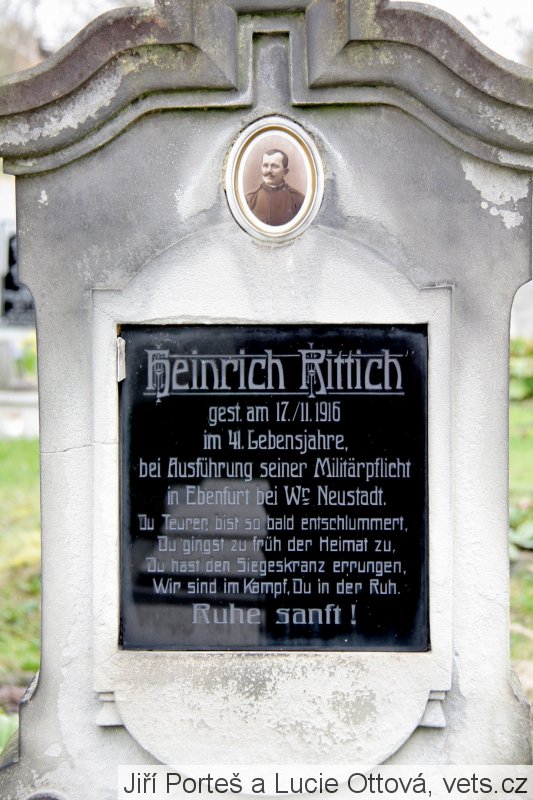 Heinrich Rittich
gest. am 17./11. 1916
im 41. Lebensjahre,
bei Ausführung seiner Militärpflicht
in Ebenfurt bei Wr Neustadt.
Du Teurer, bist so bald entschlummert,
Du gingst zu früh der Heimat zu,
Du hast den Siegeskranz errungen,
Wir sind im Kampf, Du in der Ruh.
Ruhe sanft!
Jiří Porteš a Lucie Ottová, vets.cz